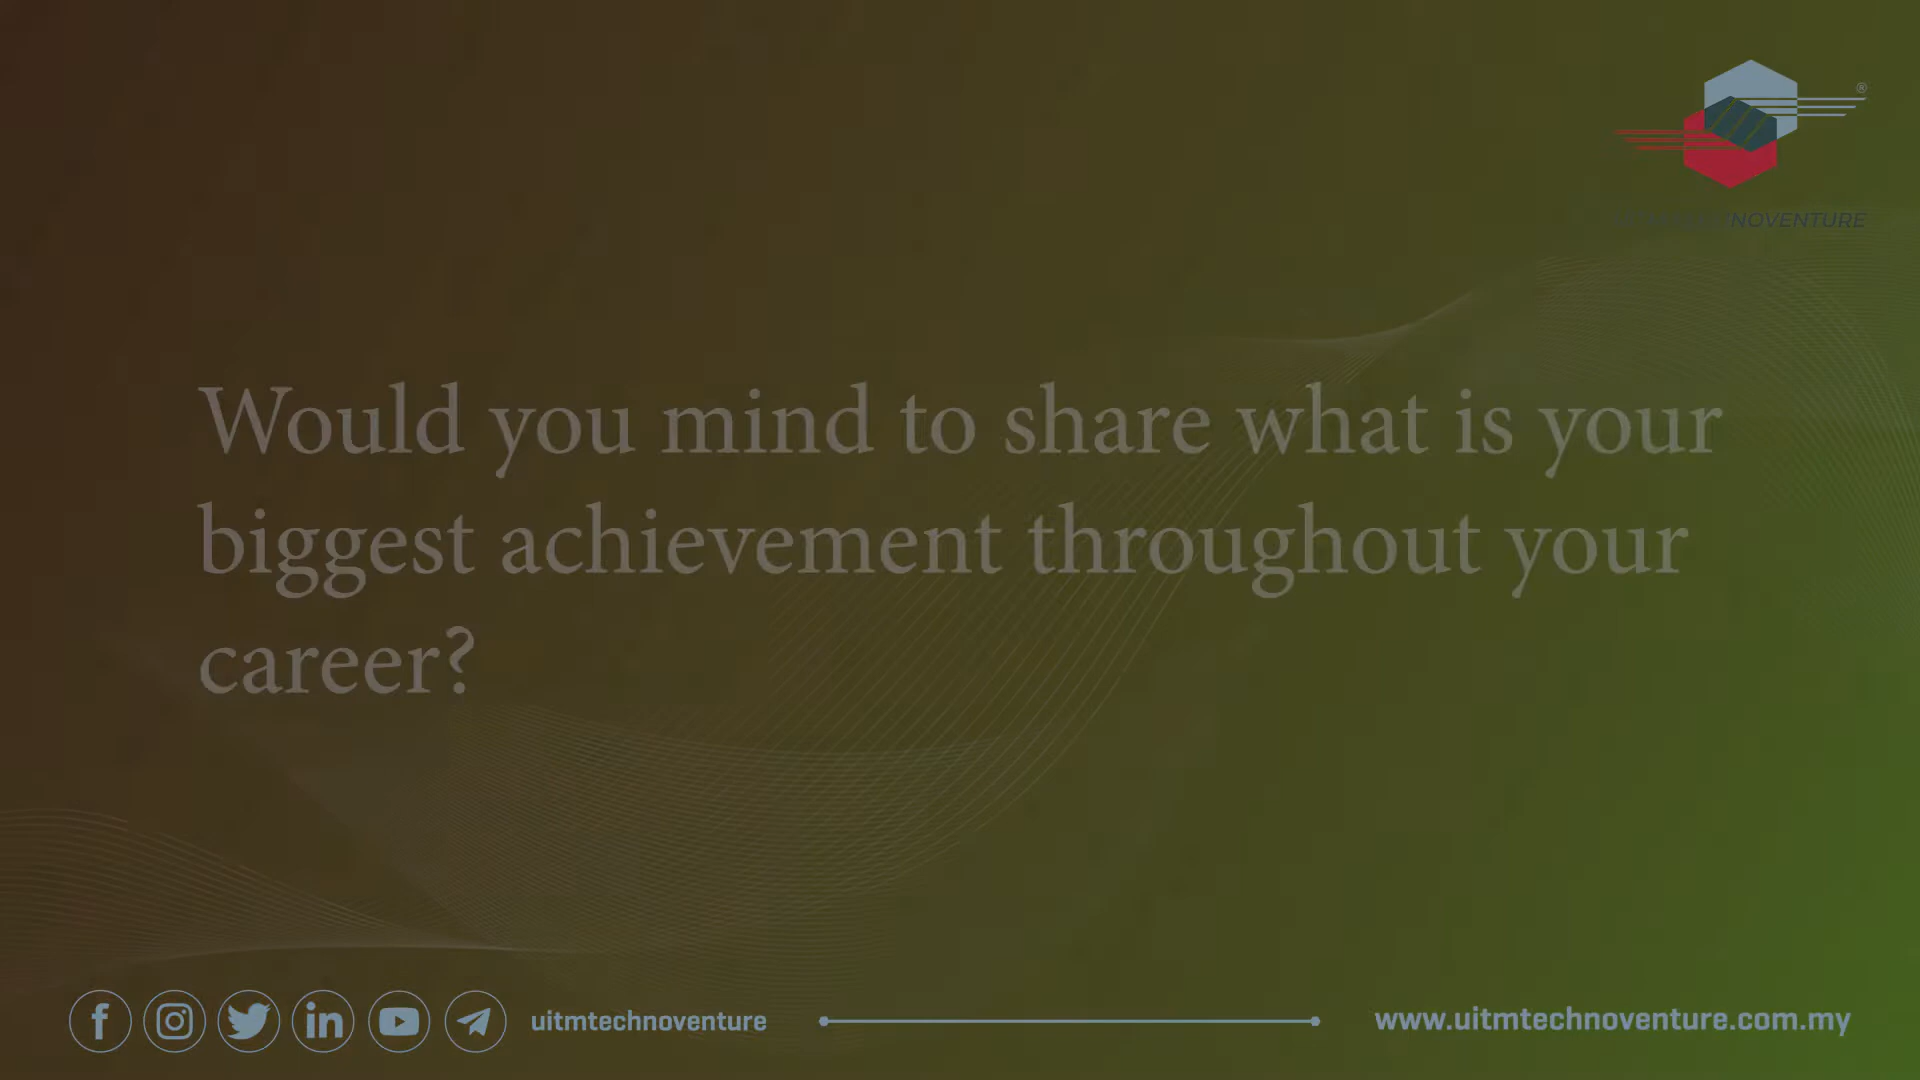 ®
NOVENTURE
Would you mind to share what is your
biggest achievement throughout your
career?
uitmtechnoventure
www.uitmtechnoventure.com.my